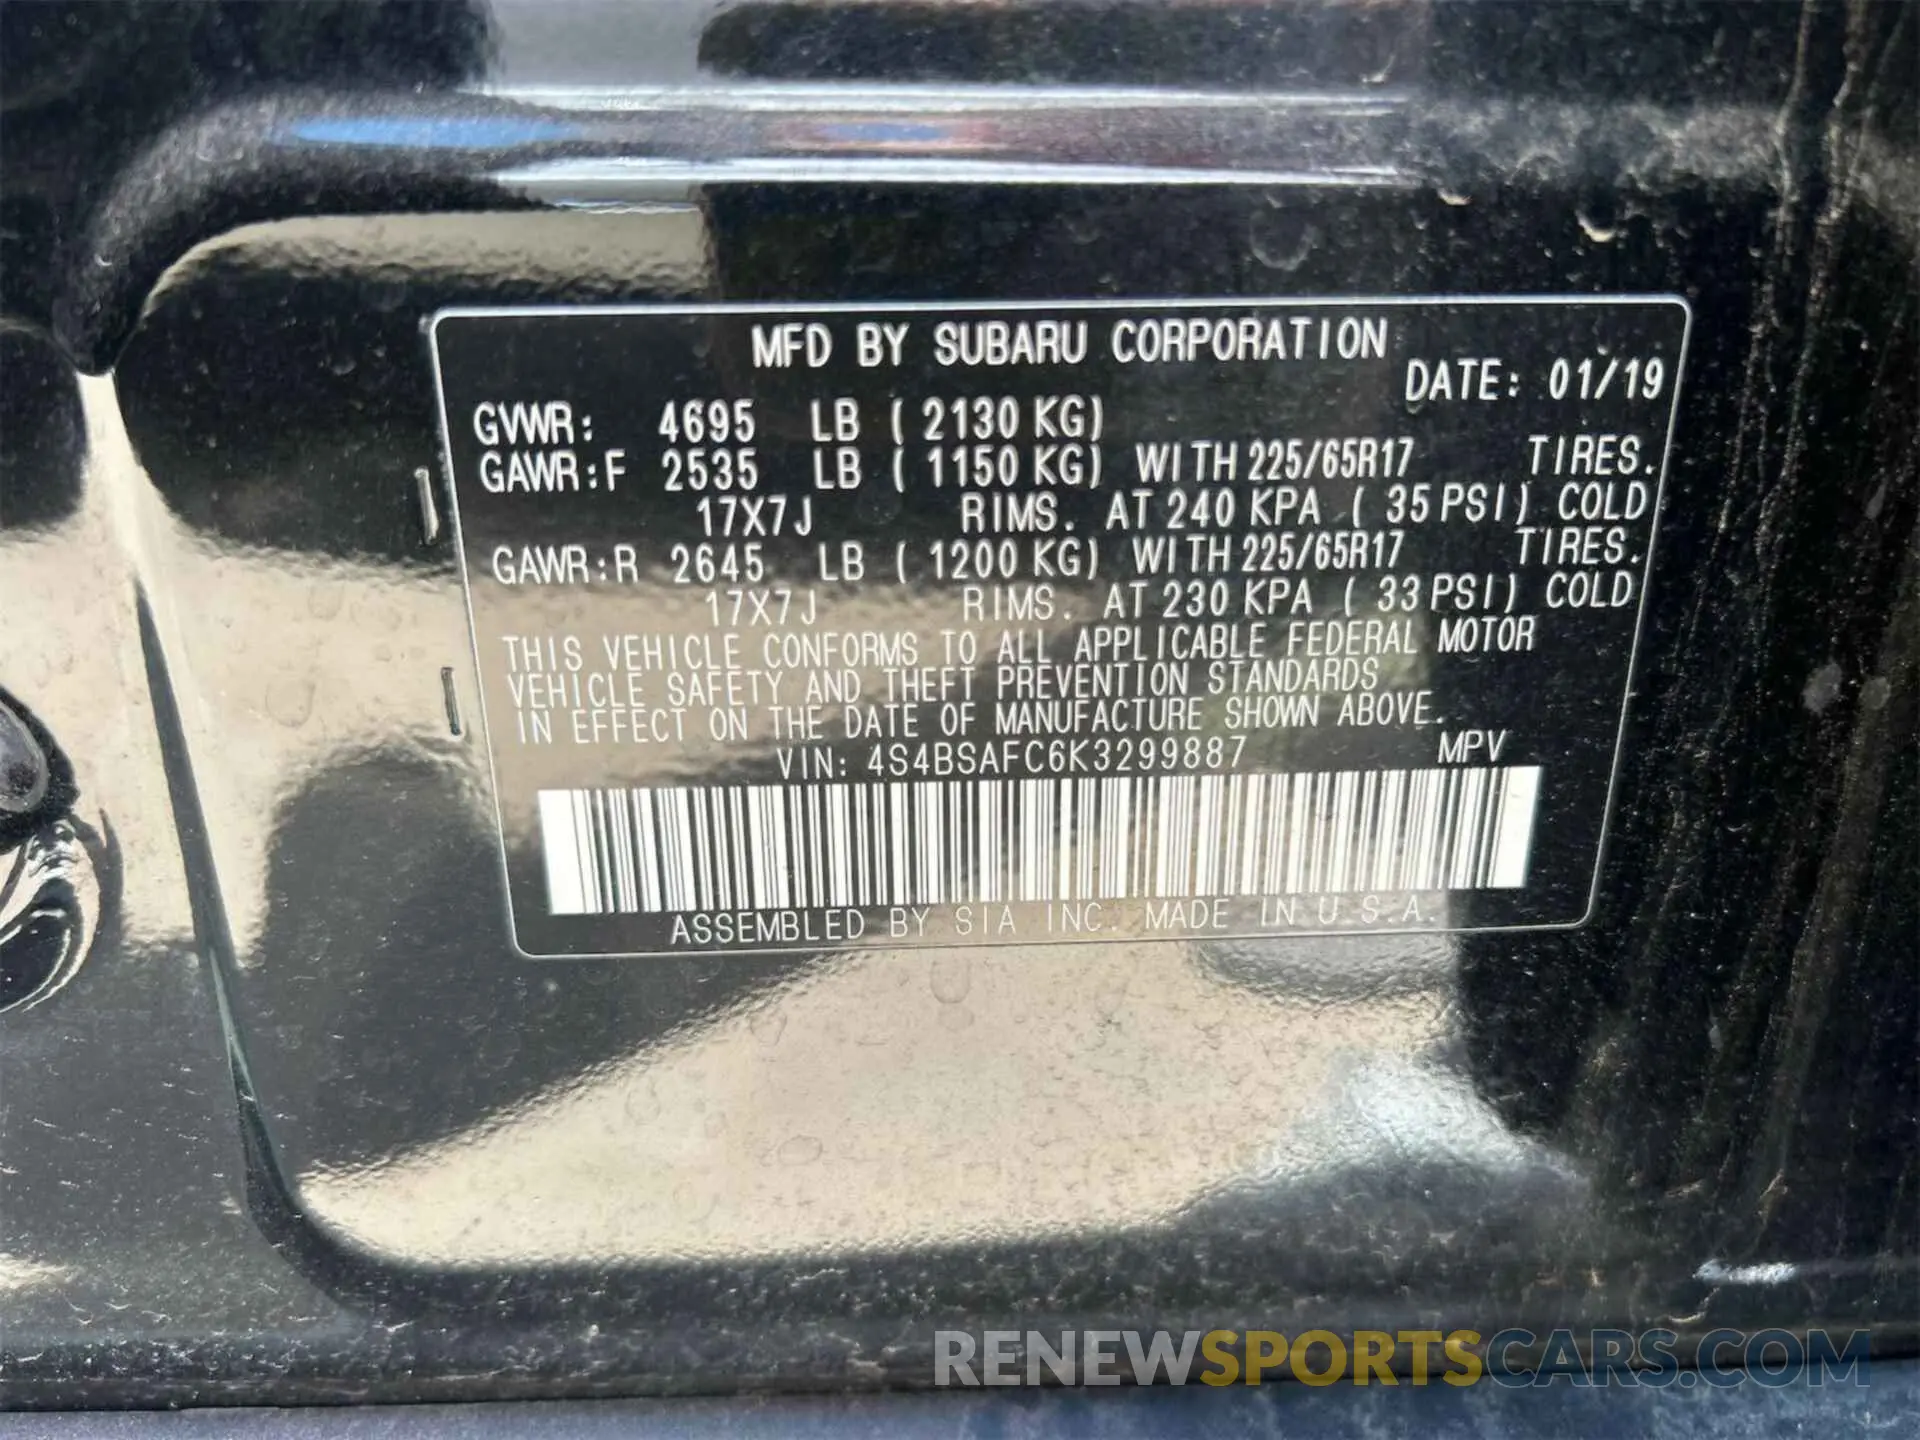 MFD BY SUBARU CORPORATION
DATE: 01/19
GVWR: 4695 LB ( 2130 KG)
GAWR:F 2535 LB ( 1150 KG) WITH 225/65R17 TIRES.
17X7J RIMS. AT 240 KPA ( 35 PSI) COLD
GAWR:R 2645 LB ( 1200 KG) WITH 225/65R17 TIRES.
17X7J RIMS. AT 230 KPA ( 33 PSI) COLD
THIS VEHICLE CONFORMS TO ALL APPLICABLE FEDERAL MOTOR
VEHICLE SAFETY AND THEFT PREVENTION STANDARDS
IN EFFECT ON THE DATE OF MANUFACTURE SHOWN ABOVE.
VIN: 4S4BSAFC6K3299887 MPV
ASSEMBLED BY SIA INC. MADE IN U.S.A.
RENEWSPORTSCARS.COM